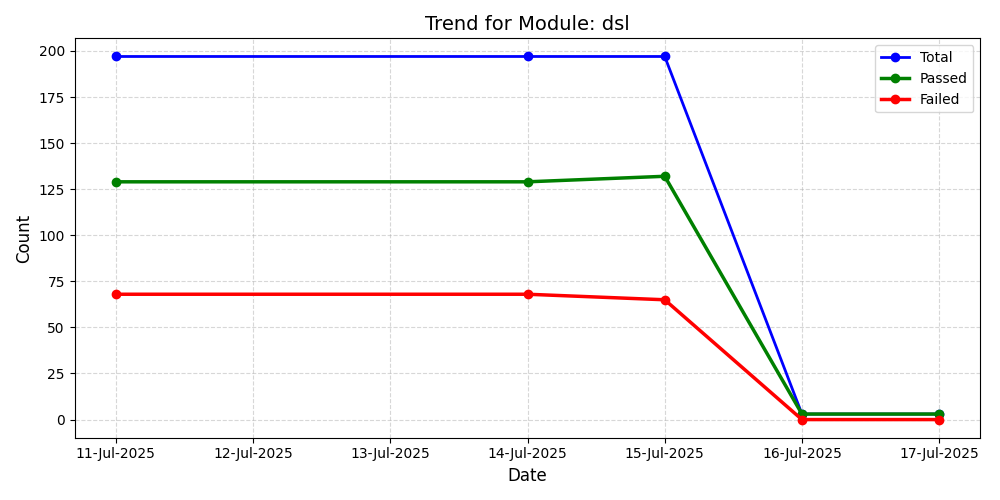 Trend for Module: dsl
200
175
150
125
100
75
50
25
0
Count
Total
Passed
Failed
11-Jul-2025
12-Jul-2025
13-Jul-2025
14-Jul-2025
15-Jul-2025
16-Jul-2025
17-Jul-2025
Date